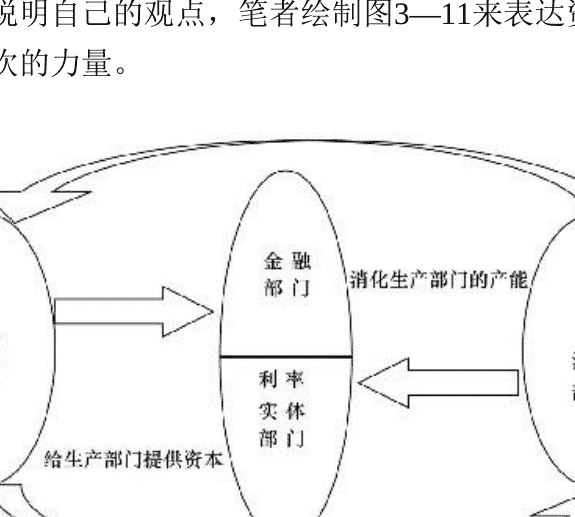 说明自己的观点，笔者绘制图3—11来表达资
次的力量。
金融
部门
消化生产部门的产能
利率
实体
部门
给生产部门提供资本